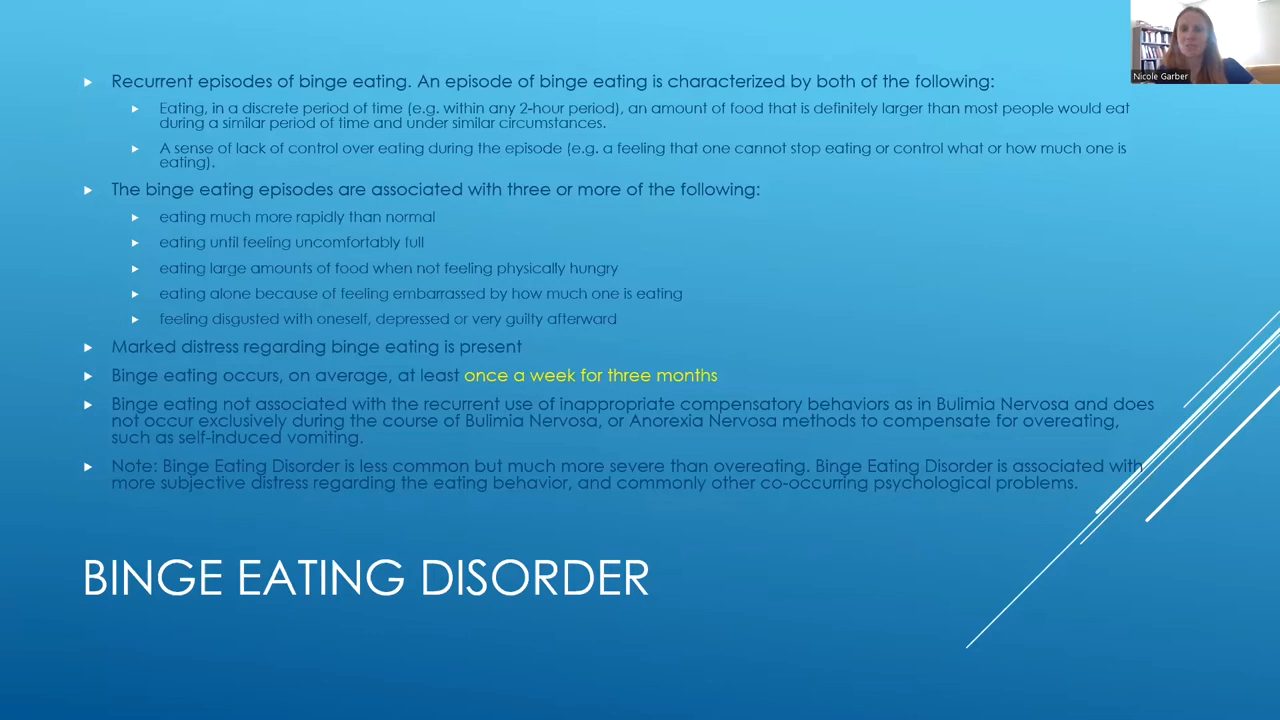 Nicole Garber
Recurrent episodes of binge eating. An episode of binge eating is characterized by both of the following:
Eating, in a discrete period of time (e.g. within any 2-hour period), an amount of food that is definitely larger than most people would eat
during a similar period of time and under similar circumstances.
A sense of lack of control over eating during the episode (e.g. a feeling that one cannot stop eating or control what or how much one is
eating).
The binge eating episodes are associated with three or more of the following:
eating much more rapidly than normal
eating until feeling uncomfortably full
eating large amounts of food when not feeling physically hungry
eating alone because of feeling embarrassed by how much one is eating
feeling disgusted with oneself, depressed or very guilty afterward
Marked distress regarding binge eating is present
Binge eating occurs, on average, at least once a week for three months
Binge eating not associated with the recurrent use of inappropriate compensatory behaviors as in Bulimia Nervosa and does
not occur exclusively during the course of Bulimia Nervosa, or Anorexia Nervosa methods to compensate for overeating,
such as self-induced vomiting.
Note: Binge Eating Disorder is less common but much more severe than overeating. Binge Eating Disorder is associated with
more subjective distress regarding the eating behavior, and commonly other co-occurring psychological problems.
BINGE EATING DISORDER